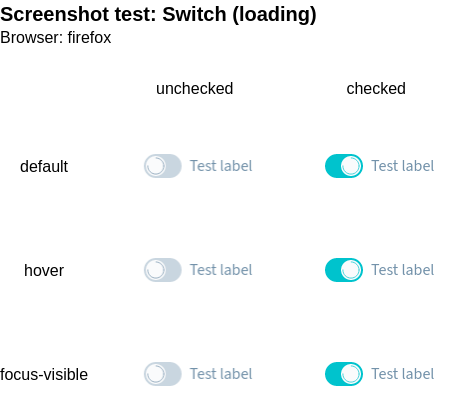 Screenshot test: Switch (loading)
Browser: firefox
unchecked checked
default Test label Test label
hover Test label Test label
focus-visible Test label Test label